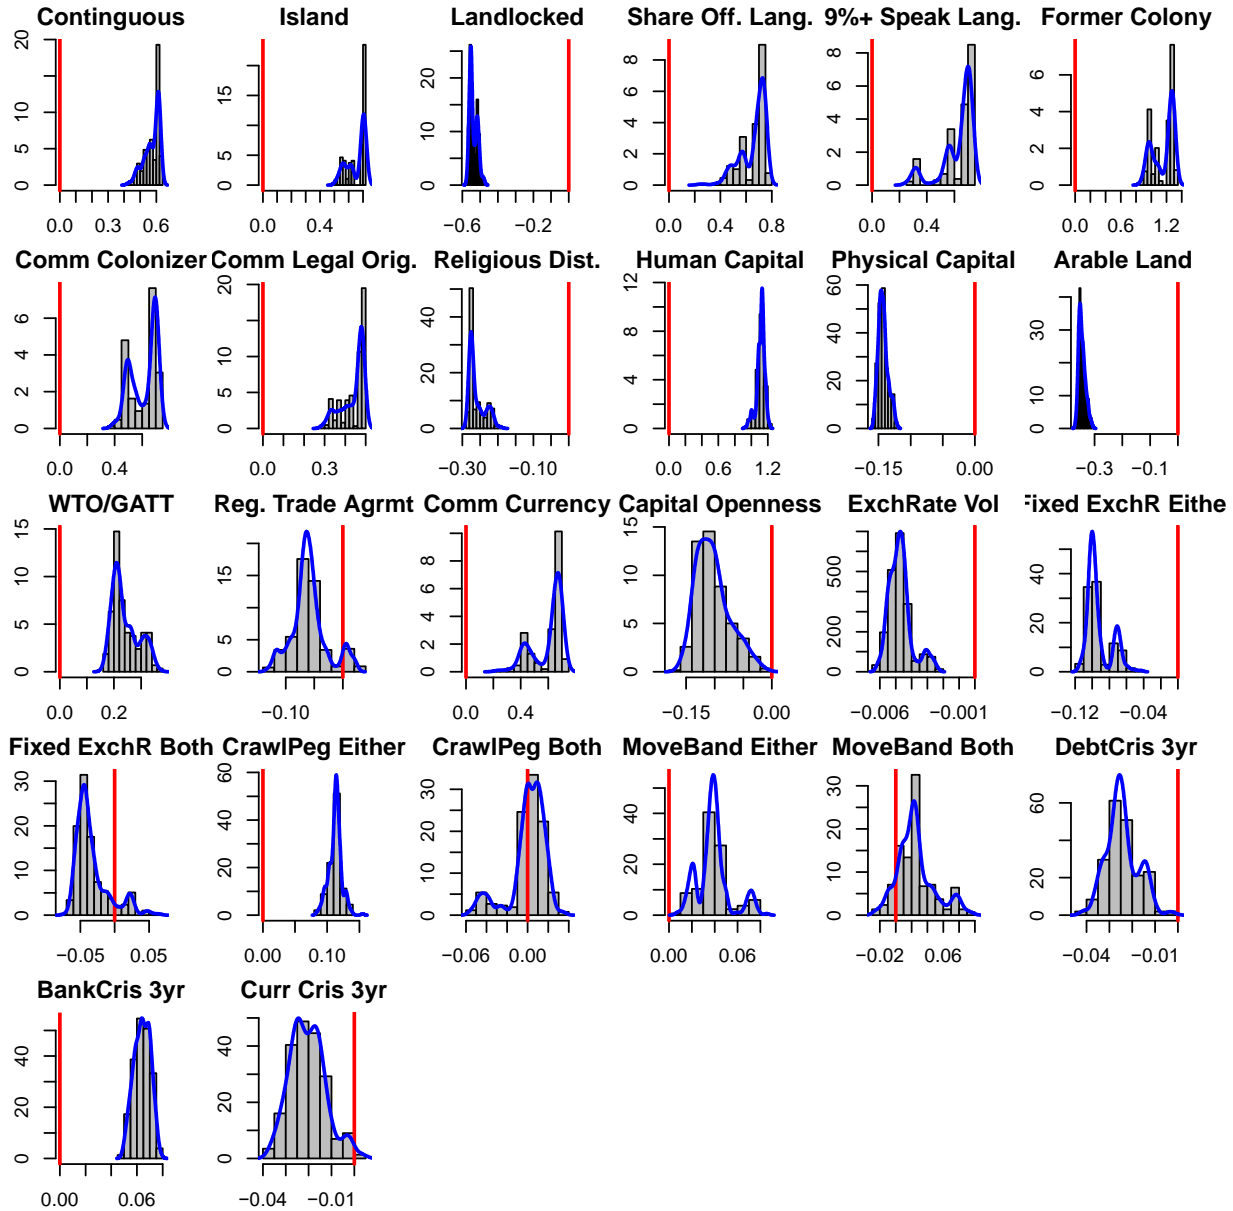 Continguous Island Landlocked Share Off. Lang. 9%+ Speak Lang. Former Colony
0 5 10 15 20
0 5 15
0 5 10 20
0 2 4 6 8
0 2 4 6 8
0 2 4 6
0.0 0.3 0.6 0.0 0.4 −0.6 −0.2 0.0 0.4 0.8 0.0 0.4 0.0 0.6 1.2
Comm Colonizer Comm Legal Orig. Religious Dist. Human Capital Physical Capital Arable Land
0 2 4 6
0 5 10 20
0 20 40
0 2 4 6 8 12
0 20 40 60
0 10 30
0.0 0.4 0.0 0.3 −0.30 −0.10 0.0 0.6 1.2 −0.15 0.00 −0.3 −0.1
WTO/GATT Reg. Trade Agrmt Comm Currency Capital Openness ExchRate Vol Fixed ExchR Eithe
0 5 10 15
0 5 15
0 2 4 6 8
0 5 10 15
0 200 500
0 10 30 50
0.0 0.2 −0.10 0.0 0.4 −0.15 0.00 −0.006 −0.001 −0.12 −0.04
Fixed ExchR Both CrawlPeg Either CrawlPeg Both MoveBand Either MoveBand Both DebtCris 3yr
0 10 20 30
0 20 40 60
0 10 20 30
0 20 40
0 10 20 30
0 20 60
−0.05 0.05 0.00 0.10 −0.06 0.00 0.00 0.06 −0.02 0.06 −0.04 −0.01
BankCris 3yr Curr Cris 3yr
0 20 40
0 20 40
0.00 0.06 −0.04 −0.01